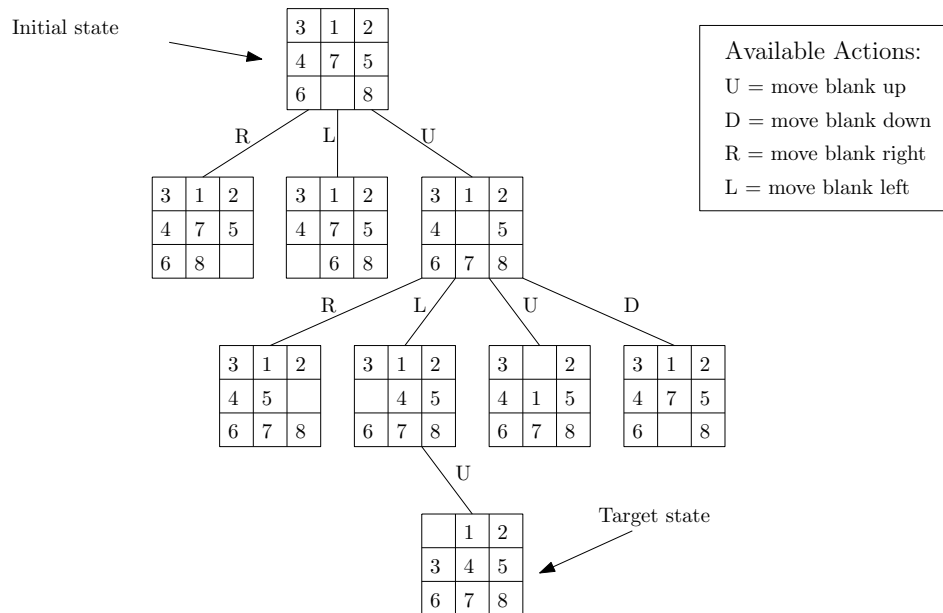 Initial state
3 1 2
4 7 5
6 8
Available Actions:
U = move blank up
D = move blank down
R = move blank right
L = move blank left
R L U
3 1 2
4 7 5
6 8
3 1 2
4 7 5
6 8
3 1 2
4 5
6 7 8
R L U D
3 1 2
4 5
6 7 8
3 1 2
4 5
6 7 8
3 2
4 1 5
6 7 8
3 1 2
4 7 5
6 8
U
Target state
1 2
3 4 5
6 7 8